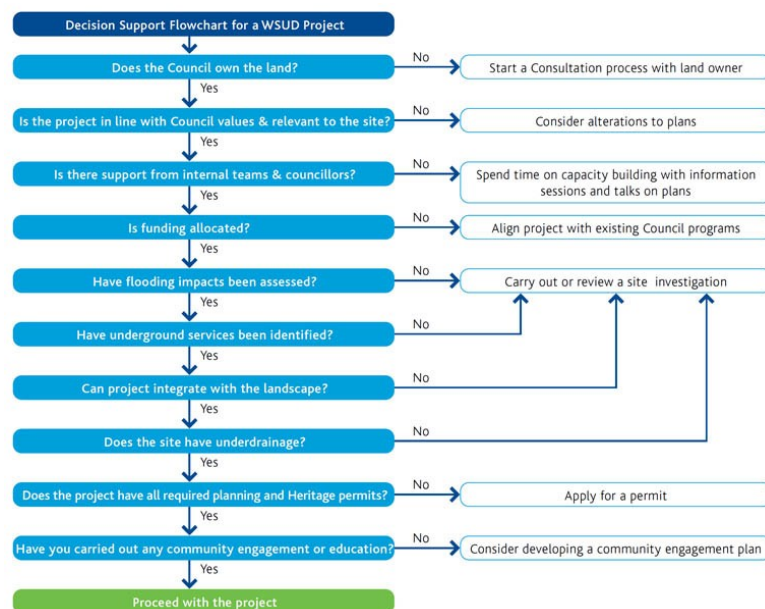 Decision Support Flowchart for a WSUD Project
Does the Council own the land?
No
Start a Consultation process with land owner
Yes
Is the project in line with Council values & relevant to the site?
No
Consider alterations to plans
Yes
Is there support from internal teams & councillors?
No
Spend time on capacity building with information
sessions and talks on plans
Yes
Is funding allocated?
No
Align project with existing Council programs
Yes
Have flooding impacts been assessed?
No
Carry out or review a site investigation
Yes
Have underground services been identified?
No
Yes
Can project integrate with the landscape?
No
Yes
Does the site have underdrainage?
No
Yes
Does the project have all required planning and Heritage permits?
No
Apply for a permit
Yes
Have you carried out any community engagement or education?
No
Consider developing a community engagement plan
Yes
Proceed with the project